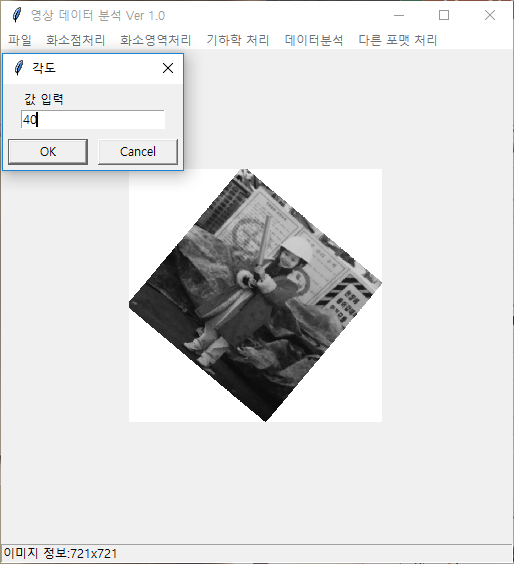 영상 데이터 분석 Ver 1.0
파일 화소점처리 화소영역처리 기하학 처리 데이터분석 다른 포맷 처리
각도
값 입력
40
OK Cancel
이미지 정보:721x721